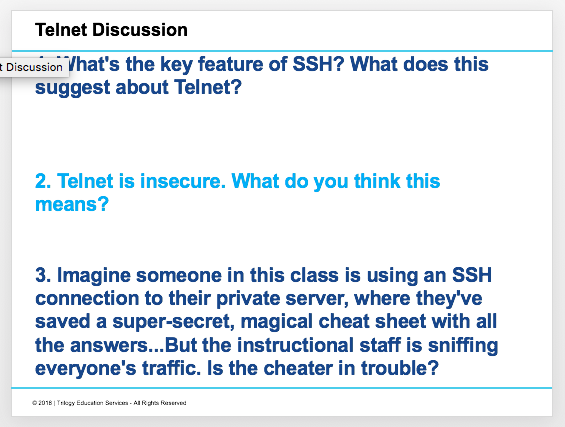 Telnet Discussion
What's the key feature of SSH? What does this
t Discussion
suggest about Telnet?
2. Telnet is insecure. What do you think this
means?
3. Imagine someone in this class is using an SSH
connection to their private server, where they've
saved a super-secret, magical cheat sheet with all
the answers...But the instructional staff is sniffing
everyone's traffic. Is the cheater in trouble?
© 2018 | Trilogy Education Services - All Rights Reserved